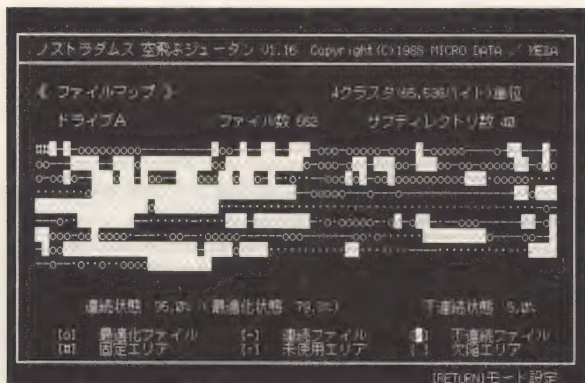 ノストラダムス 空飛ぶジュータン V1.16 Copyright(C)1988 MICRO DATA / MEGA
《 ファイルマップ 》 4クラスタ(65,536バイト)単位
ドライブA ファイル数 662 サブディレクトリ数 40
連続状態 95.0% (最適化状態 79.3%) 不連続状態 5.0%
[o] 最適化ファイル [-] 連続ファイル [█] 不連続ファイル
[#] 固定エリア [・] 未使用エリア [ ] 欠陥エリア
[RETURN]モード設定